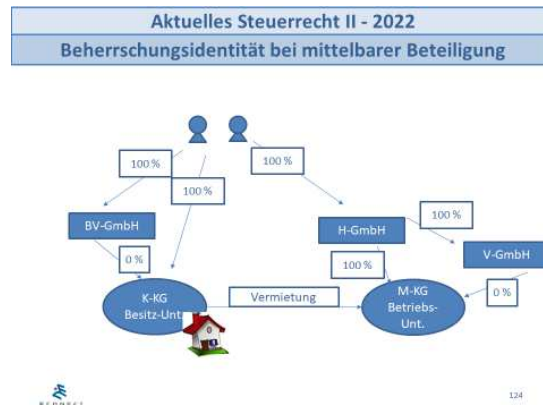 Aktuelles Steuerrecht II - 2022
Beherrschungsidentität bei mittelbarer Beteiligung
100 %
100 %
100 %
BV-GmbH
H-GmbH
100 %
V-GmbH
0 %
100 %
0 %
K-KG
Besitz-Unt.
Vermietung
M-KG
Betriebs-
Unt.
124